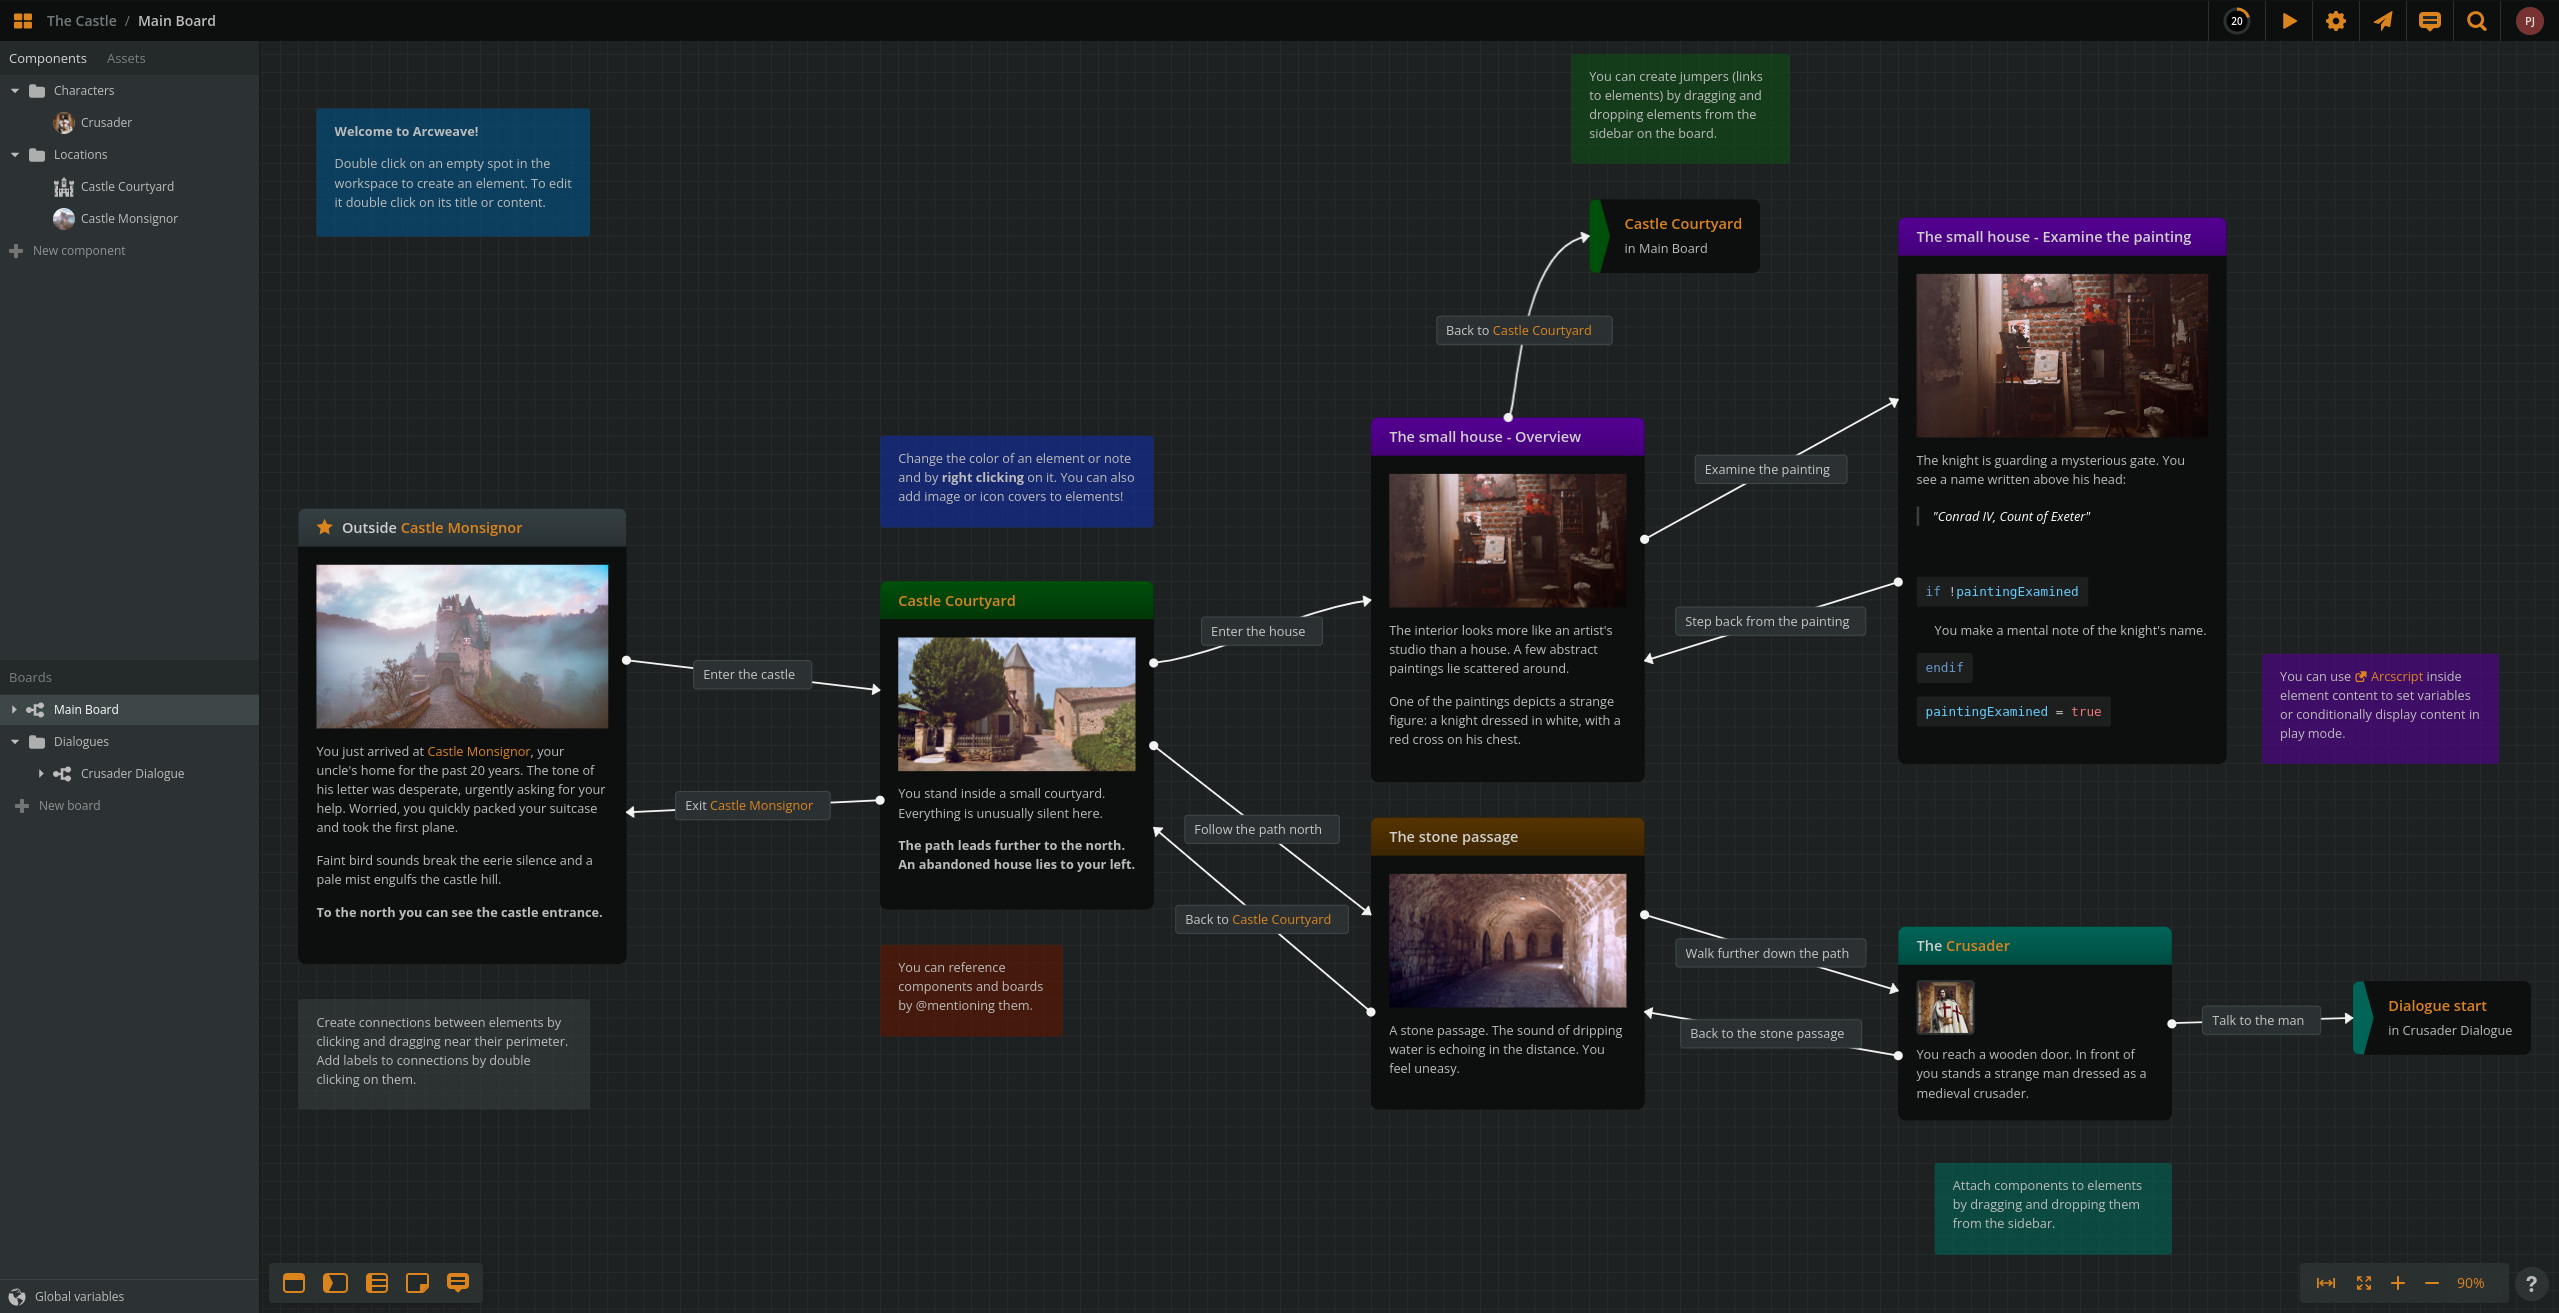 The Castle / Main Board
20
PJ
Components Assets
Characters
Crusader
Locations
Castle Courtyard
Castle Monsignor
New component
Boards
Main Board
Dialogues
Crusader Dialogue
New board
Global variables
Welcome to Arcweave!
Double click on an empty spot in the
workspace to create an element. To edit
it double click on its title or content.
Outside Castle Monsignor
You just arrived at Castle Monsignor, your
uncle's home for the past 20 years. The tone of
his letter was desperate, urgently asking for your
help. Worried, you quickly packed your suitcase
and took the first plane.
Faint bird sounds break the eerie silence and a
pale mist engulfs the castle hill.
To the north you can see the castle entrance.
Create connections between elements by
clicking and dragging near their perimeter.
Add labels to connections by double
clicking on them.
Enter the castle
Exit Castle Monsignor
Change the color of an element or note
and by right clicking on it. You can also
add image or icon covers to elements!
Castle Courtyard
You stand inside a small courtyard.
Everything is unusually silent here.
The path leads further to the north.
An abandoned house lies to your left.
You can reference
components and boards
by @mentioning them.
Enter the house
Follow the path north
Back to Castle Courtyard
You can create jumpers (links
to elements) by dragging and
dropping elements from the
sidebar on the board.
Castle Courtyard
in Main Board
Back to Castle Courtyard
The small house - Overview
The interior looks more like an artist's
studio than a house. A few abstract
paintings lie scattered around.
One of the paintings depicts a strange
figure: a knight dressed in white, with a
red cross on his chest.
The stone passage
A stone passage. The sound of dripping
water is echoing in the distance. You
feel uneasy.
Examine the painting
Step back from the painting
Walk further down the path
Back to the stone passage
The small house - Examine the painting
The knight is guarding a mysterious gate. You
see a name written above his head:
"Conrad IV, Count of Exeter"
if !paintingExamined
You make a mental note of the knight's name.
endif
paintingExamined = true
You can use Arcscript inside
element content to set variables
or conditionally display content in
play mode.
The Crusader
You reach a wooden door. In front of
you stands a strange man dressed as a
medieval crusader.
Talk to the man
Dialogue start
in Crusader Dialogue
Attach components to elements
by dragging and dropping them
from the sidebar.
90%
?